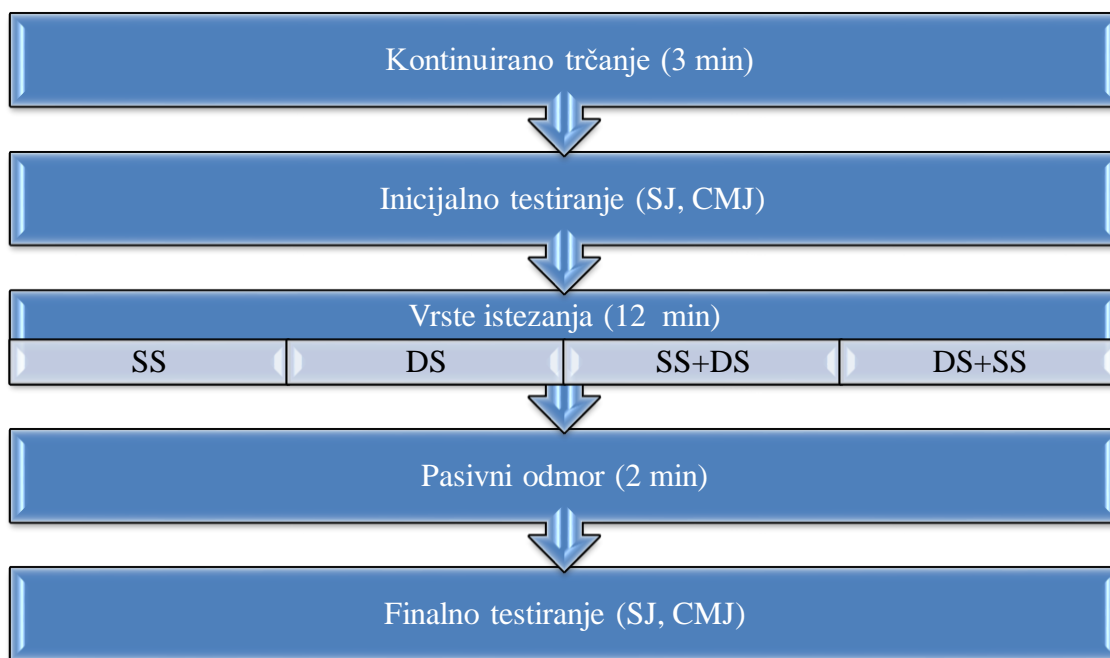 Kontinuirano trčanje (3 min)
Inicijalno testiranje (SJ, CMJ)
Vrste istezanja (12 min)
SS DS SS+DS DS+SS
Pasivni odmor (2 min)
Finalno testiranje (SJ, CMJ)